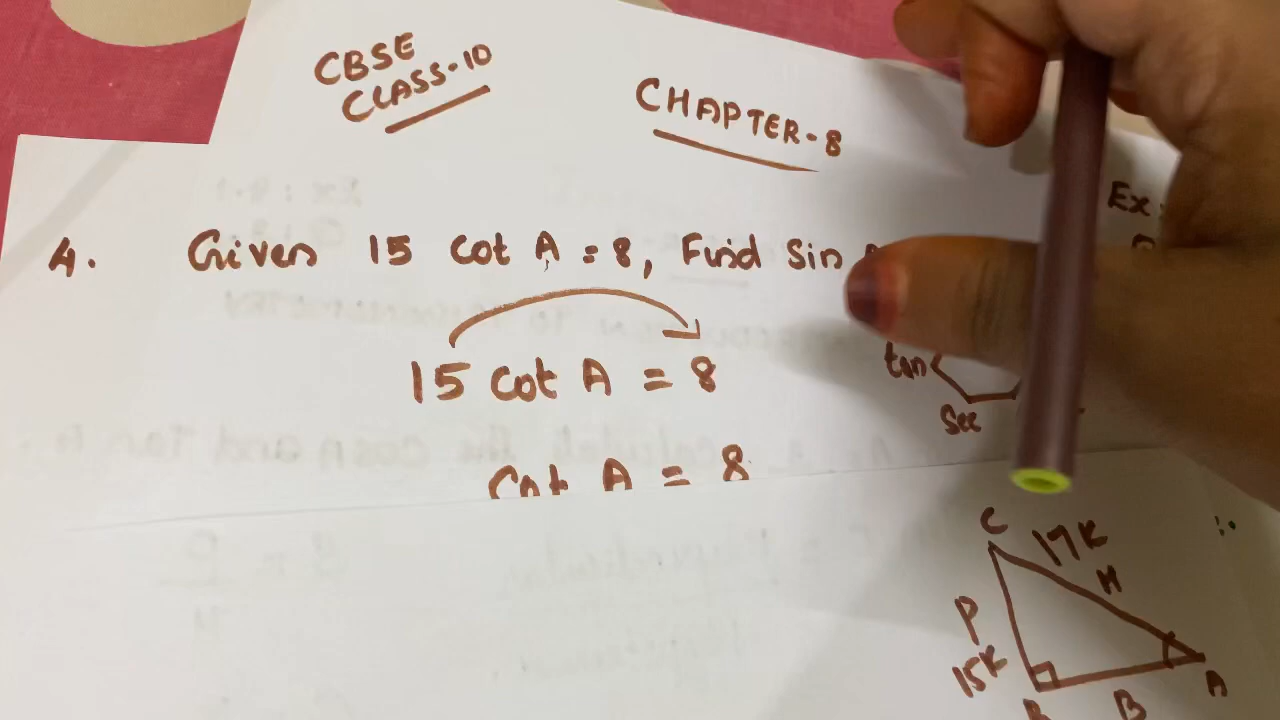 CBSE
CLASS-10
CHAPTER-8
Ex:
4. Given 15 cot A = 8, Find Sin
15 cot A = 8
tan
Sec
cot A = 8
C
17K
H
P
15K
B
B
A